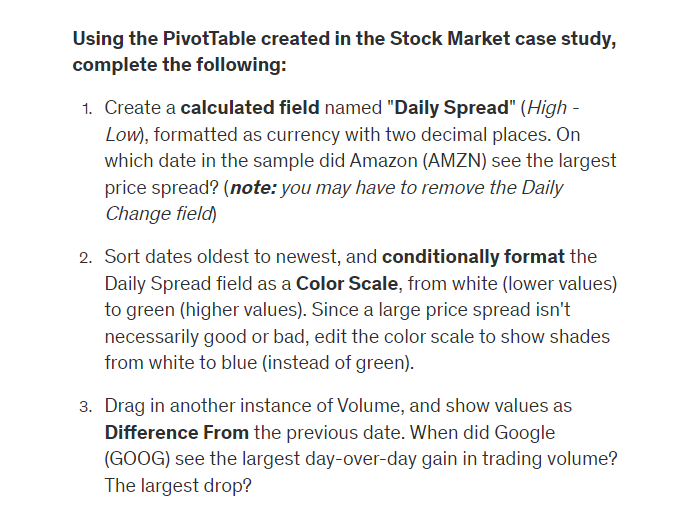 Using the PivotTable created in the Stock Market case study,
complete the following:
1. Create a calculated field named "Daily Spread" (High -
Low), formatted as currency with two decimal places. On
which date in the sample did Amazon (AMZN) see the largest
price spread? (note: you may have to remove the Daily
Change field)
2. Sort dates oldest to newest, and conditionally format the
Daily Spread field as a Color Scale, from white (lower values)
to green (higher values). Since a large price spread isn't
necessarily good or bad, edit the color scale to show shades
from white to blue (instead of green).
3. Drag in another instance of Volume, and show values as
Difference From the previous date. When did Google
(GOOG) see the largest day-over-day gain in trading volume?
The largest drop?